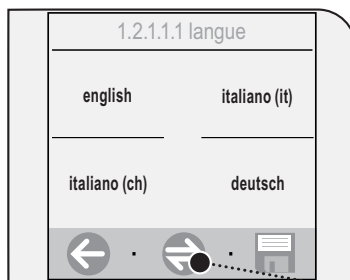 1.2.1.1.1 langue
english italiano (it)
italiano (ch) deutsch